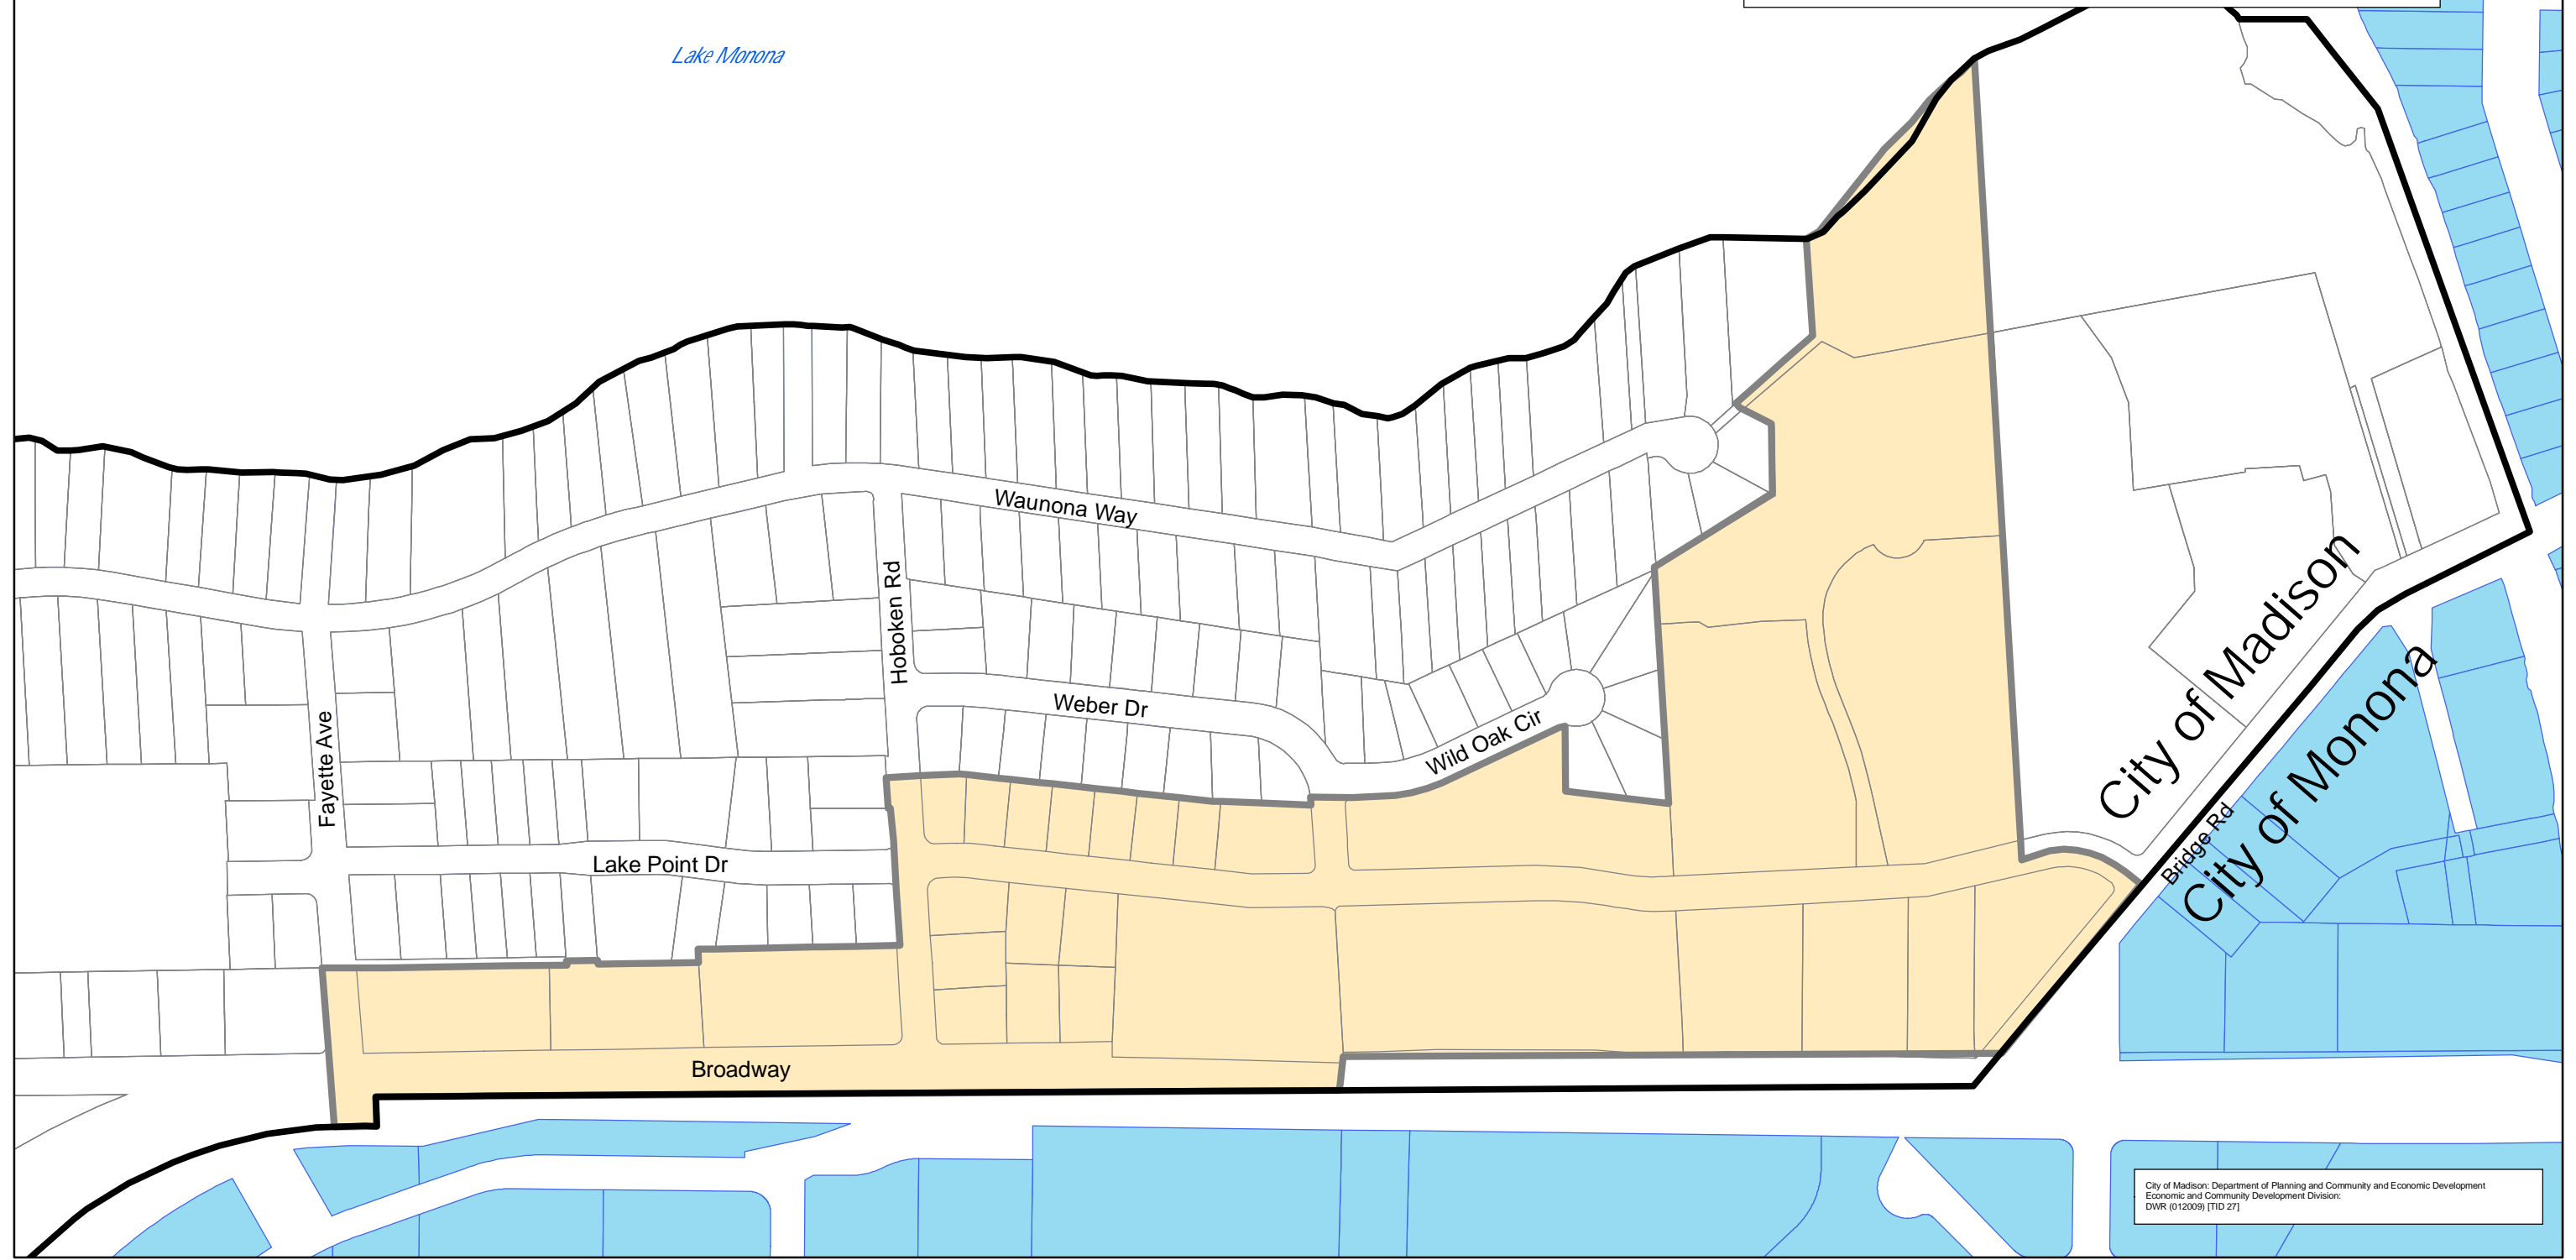 Lake Monona
Waunona Way
Hoboken Rd
Weber Dr
Wild Oak Cir
Fayette Ave
Lake Point Dr
City of Madison
Bridge Rd
City of Monona
Broadway
City of Madison: Department of Planning and Community and Economic Development
Economic and Community Development Division:
DWR (012009) [TID 27]